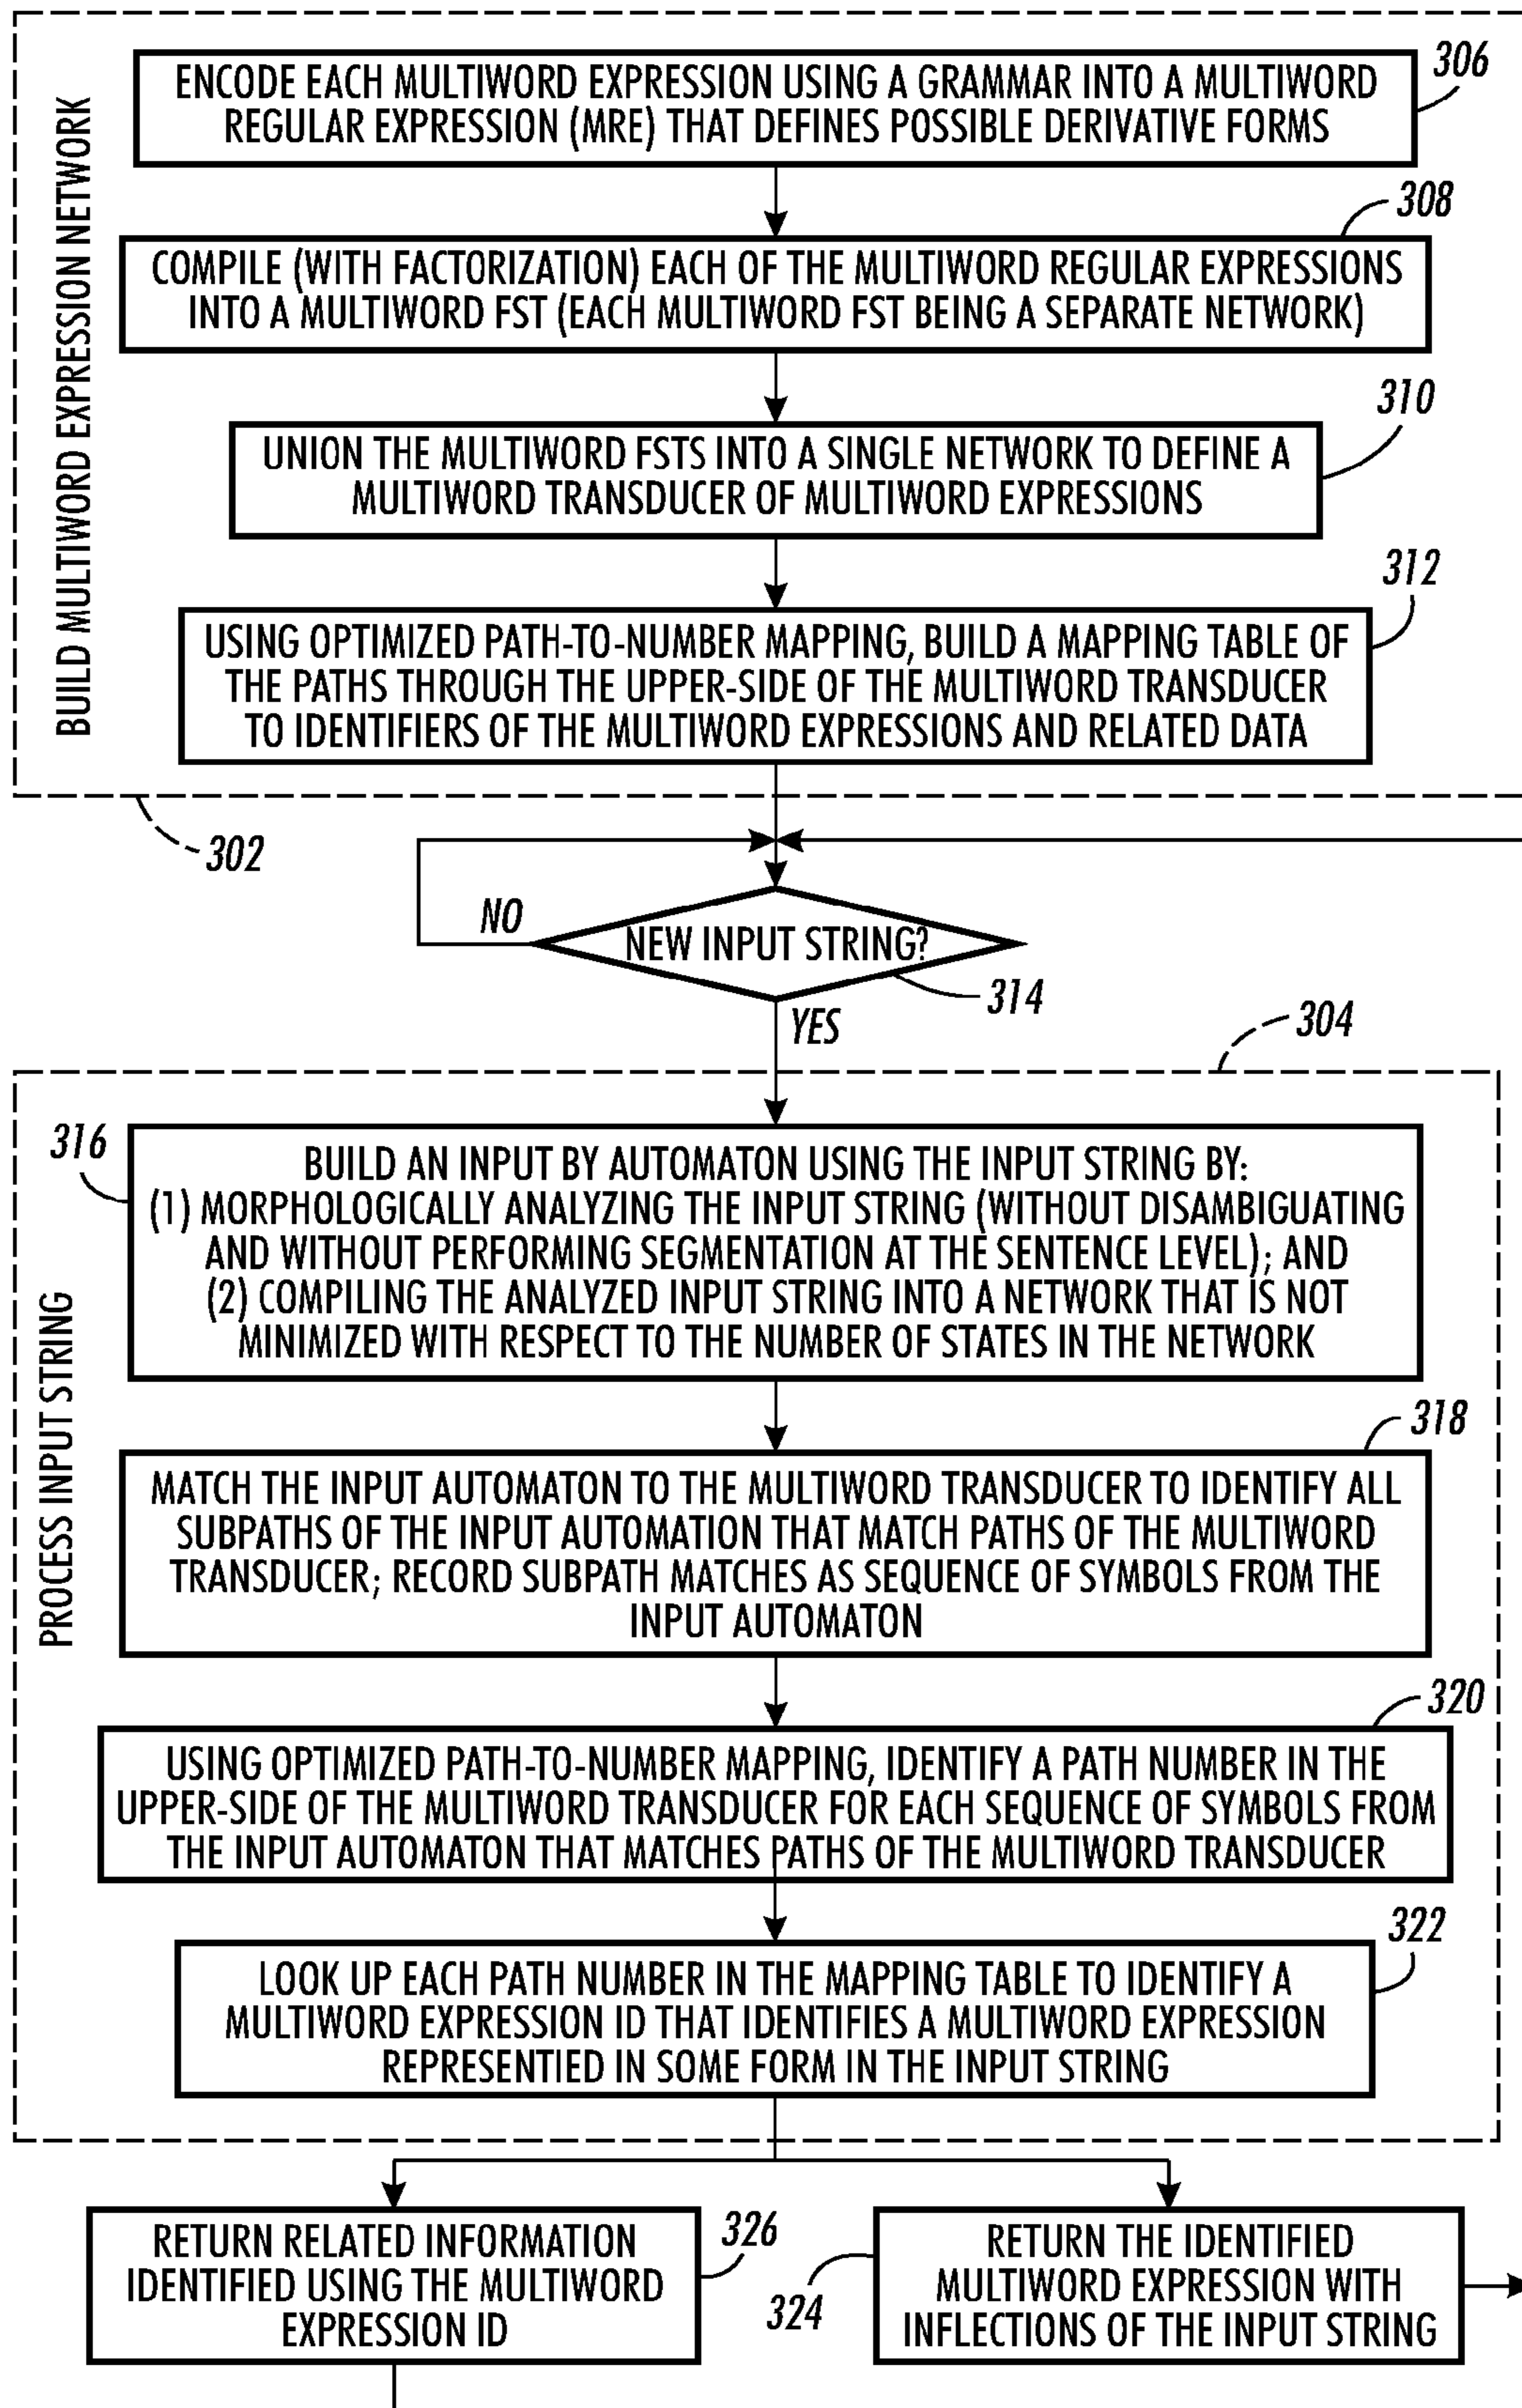 306
ENCODE EACH MULTIWORD EXPRESSION USING A GRAMMAR INTO A MULTIWORD
REGULAR EXPRESSION (MRE) THAT DEFINES POSSIBLE DERIVATIVE FORMS
BUILD MULTIWORD EXPRESSION NETWORK
308
COMPILE (WITH FACTORIZATION) EACH OF THE MULTIWORD REGULAR EXPRESSIONS
INTO A MULTIWORD FST (EACH MULTIWORD FST BEING A SEPARATE NETWORK)
310
UNION THE MULTIWORD FSTS INTO A SINGLE NETWORK TO DEFINE A
MULTIWORD TRANSDUCER OF MULTIWORD EXPRESSIONS
312
USING OPTIMIZED PATH-TO-NUMBER MAPPING, BUILD A MAPPING TABLE OF
THE PATHS THROUGH THE UPPER-SIDE OF THE MULTIWORD TRANSDUCER
TO IDENTIFIERS OF THE MULTIWORD EXPRESSIONS AND RELATED DATA
302
NO
NEW INPUT STRING?
314
YES
304
316
BUILD AN INPUT BY AUTOMATON USING THE INPUT STRING BY:
(1) MORPHOLOGICALLY ANALYZING THE INPUT STRING (WITHOUT DISAMBIGUATING
AND WITHOUT PERFORMING SEGMENTATION AT THE SENTENCE LEVEL); AND
(2) COMPILING THE ANALYZED INPUT STRING INTO A NETWORK THAT IS NOT
MINIMIZED WITH RESPECT TO THE NUMBER OF STATES IN THE NETWORK
PROCESS INPUT STRING
318
MATCH THE INPUT AUTOMATON TO THE MULTIWORD TRANSDUCER TO IDENTIFY ALL
SUBPATHS OF THE INPUT AUTOMATION THAT MATCH PATHS OF THE MULTIWORD
TRANSDUCER; RECORD SUBPATH MATCHES AS SEQUENCE OF SYMBOLS FROM THE
INPUT AUTOMATON
320
USING OPTIMIZED PATH-TO-NUMBER MAPPING, IDENTIFY A PATH NUMBER IN THE
UPPER-SIDE OF THE MULTIWORD TRANSDUCER FOR EACH SEQUENCE OF SYMBOLS FROM
THE INPUT AUTOMATON THAT MATCHES PATHS OF THE MULTIWORD TRANSDUCER
322
LOOK UP EACH PATH NUMBER IN THE MAPPING TABLE TO IDENTIFY A
MULTIWORD EXPRESSION ID THAT IDENTIFIES A MULTIWORD EXPRESSION
REPRESENTIED IN SOME FORM IN THE INPUT STRING
RETURN RELATED INFORMATION
IDENTIFIED USING THE MULTIWORD
EXPRESSION ID
326
324
RETURN THE IDENTIFIED
MULTIWORD EXPRESSION WITH
INFLECTIONS OF THE INPUT STRING